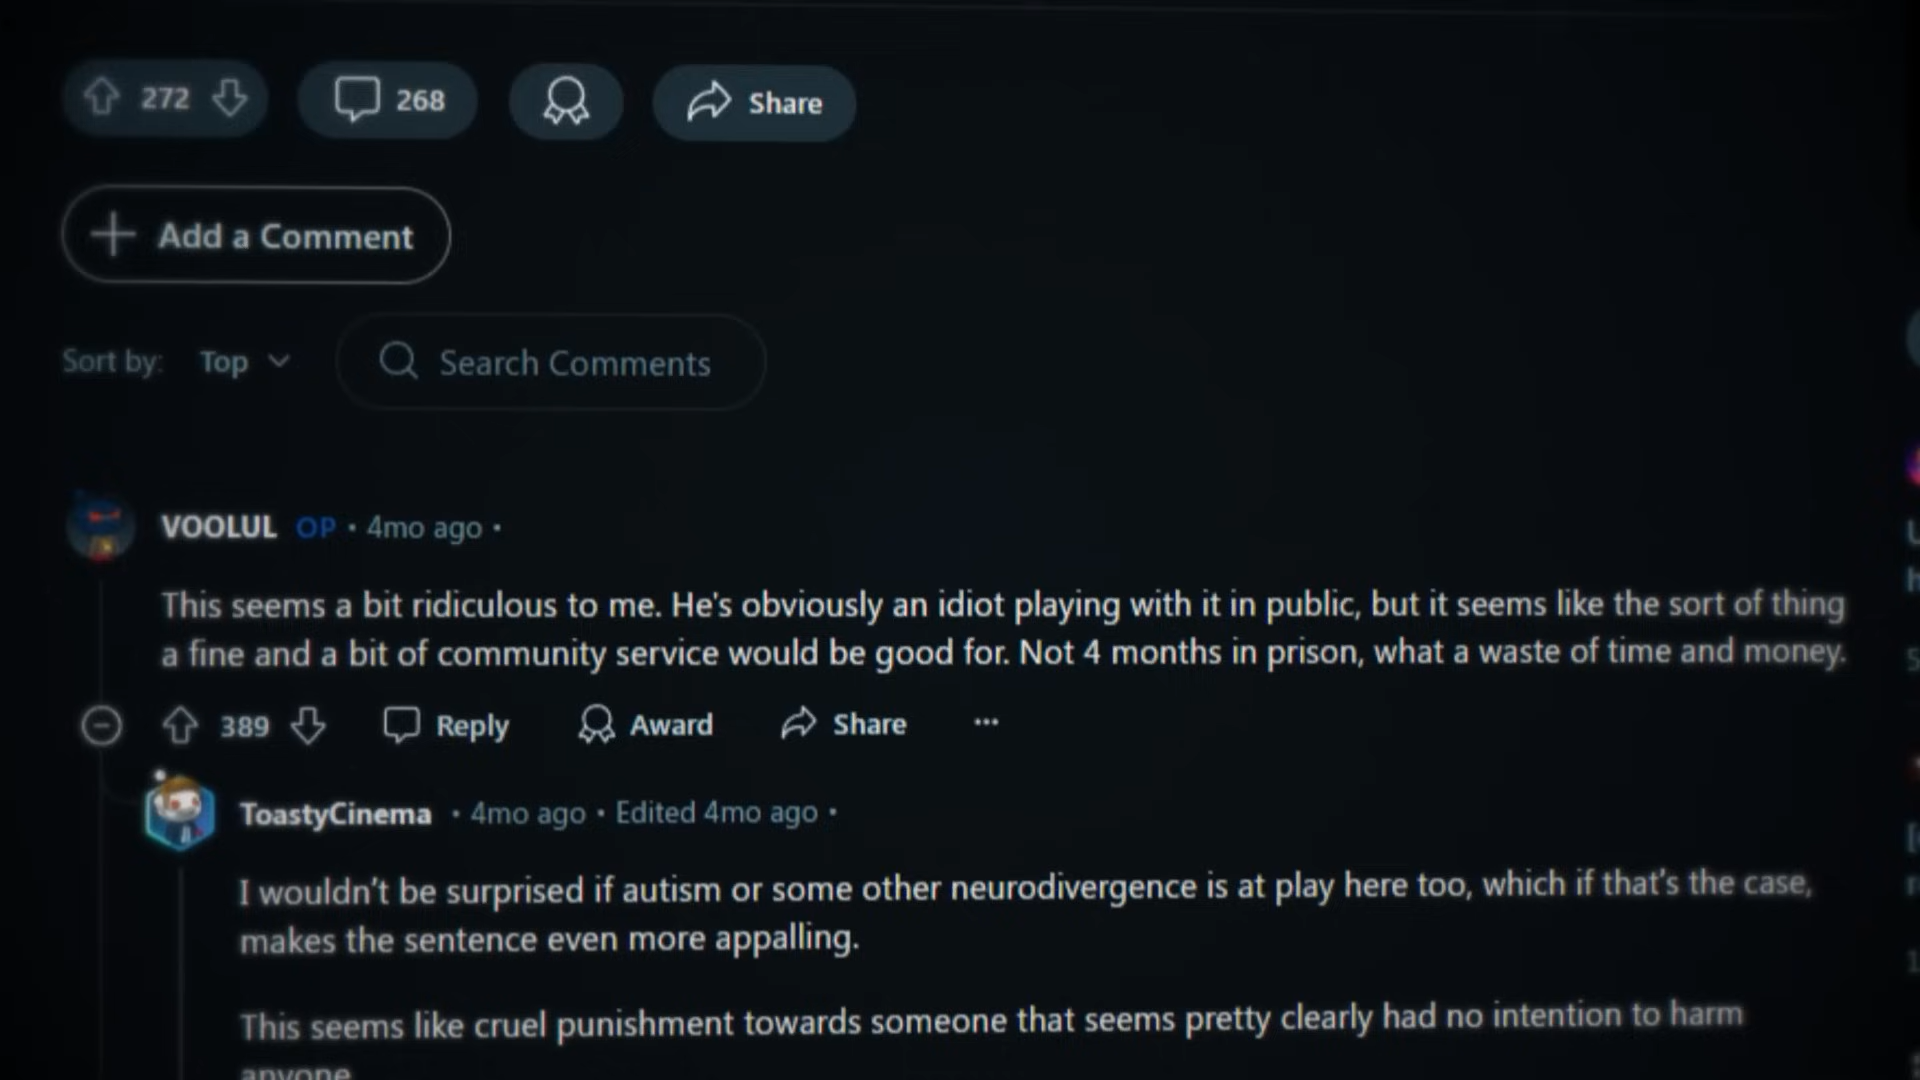 272 268 Share
Add a Comment
Sort by: Top Search Comments
VOOLUL OP • 4mo ago •
This seems a bit ridiculous to me. He's obviously an idiot playing with it in public, but it seems like the sort of thing
a fine and a bit of community service would be good for. Not 4 months in prison, what a waste of time and money.
389 Reply Award Share ...
ToastyCinema • 4mo ago • Edited 4mo ago •
I wouldn't be surprised if autism or some other neurodivergence is at play here too, which if that's the case,
makes the sentence even more appalling.
This seems like cruel punishment towards someone that seems pretty clearly had no intention to harm
anyone